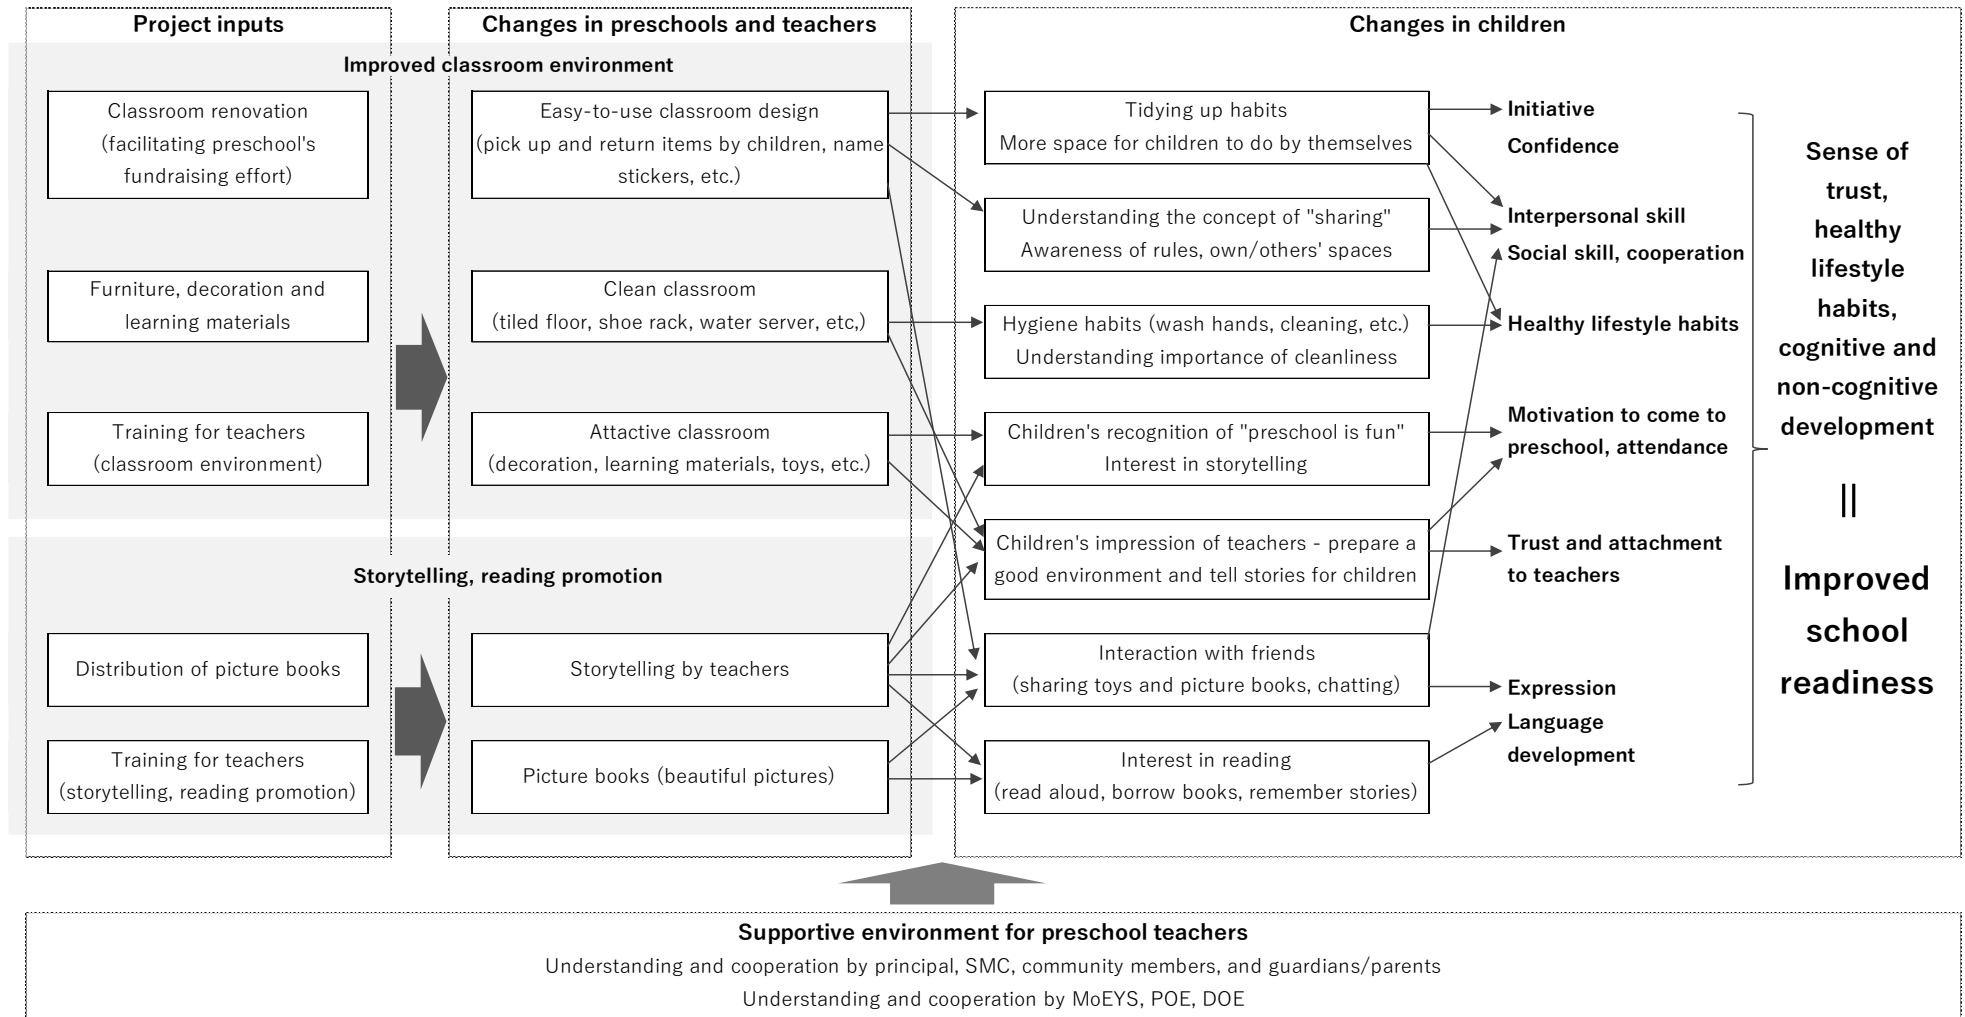 Project inputs
Changes in preschools and teachers
Changes in children
Improved classroom environment
Classroom renovation
(facilitating preschool's
fundraising effort)
Furniture, decoration and
learning materials
Training for teachers
(classroom environment)
Easy-to-use classroom design
(pick up and return items by children, name
stickers, etc.)
Clean classroom
(tiled floor, shoe rack, water server, etc,)
Attactive classroom
(decoration, learning materials, toys, etc.)
Storytelling, reading promotion
Distribution of picture books
Training for teachers
(storytelling, reading promotion)
Storytelling by teachers
Picture books (beautiful pictures)
Tidying up habits
More space for children to do by themselves
Understanding the concept of "sharing"
Awareness of rules, own/others' spaces
Hygiene habits (wash hands, cleaning, etc.)
Understanding importance of cleanliness
Children's recognition of "preschool is fun"
Interest in storytelling
Children's impression of teachers - prepare a
good environment and tell stories for children
Interaction with friends
(sharing toys and picture books, chatting)
Interest in reading
(read aloud, borrow books, remember stories)
Initiative
Confidence
Interpersonal skill
Social skill, cooperation
Healthy lifestyle habits
Motivation to come to
preschool, attendance
Trust and attachment
to teachers
Expression
Language
development
Sense of
trust,
healthy
lifestyle
habits,
cognitive and
non-cognitive
development
||
Improved
school
readiness
Supportive environment for preschool teachers
Understanding and cooperation by principal, SMC, community members, and guardians/parents
Understanding and cooperation by MoEYS, POE, DOE